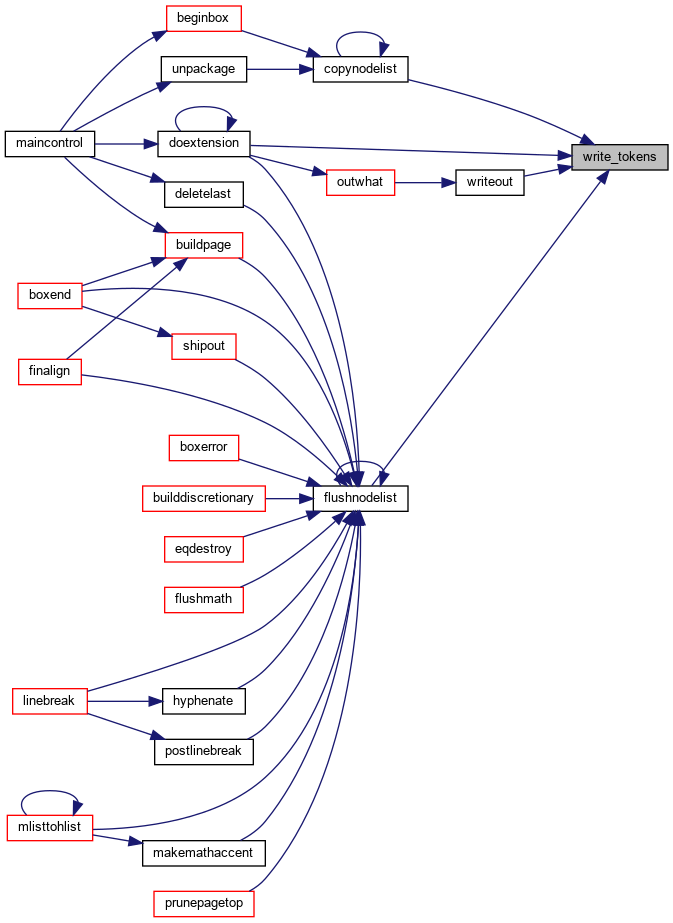 beginbox
unpackage
copynodelist
maincontrol
doextension
write_tokens
outwhat
writeout
deletelast
buildpage
boxend
shipout
finalign
boxerror
builddiscretionary
flushnodelist
eqdestroy
flushmath
linebreak
hyphenate
postlinebreak
mlisttohlist
makemathaccent
prunepagetop